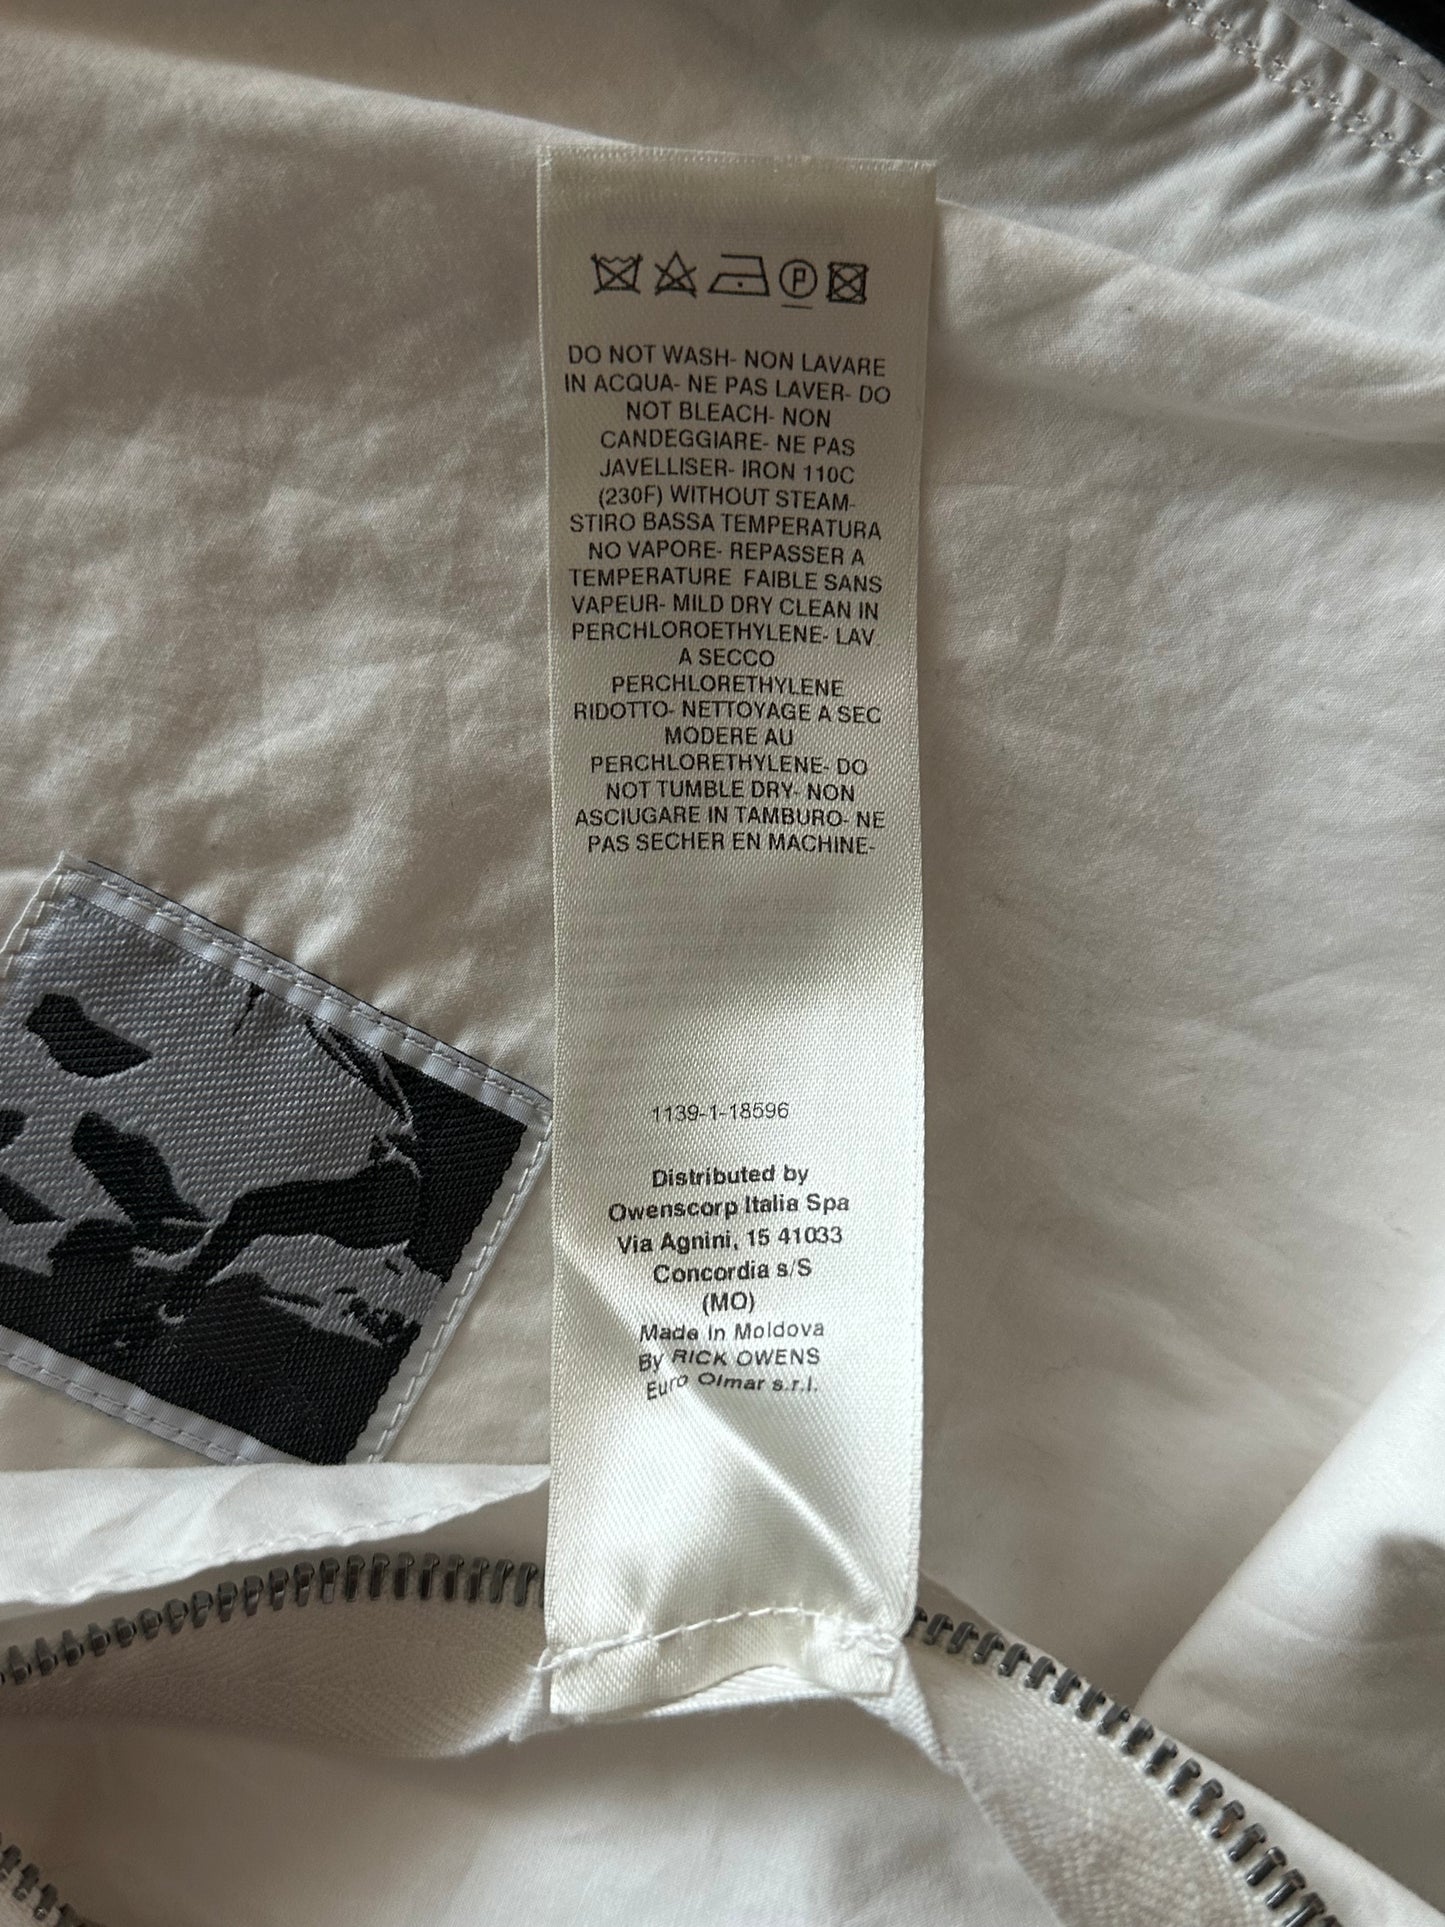 DO NOT WASH- NON LAVARE
IN ACQUA- NE PAS LAVER- DO
NOT BLEACH- NON
CANDEGGIARE- NE PAS
JAVELLISER- IRON 110C
(230F) WITHOUT STEAM-
STIRO BASSA TEMPERATURA
NO VAPORE- REPASSER A
TEMPERATURE FAIBLE SANS
VAPEUR- MILD DRY CLEAN IN
PERCHLOROETHYLENE- LAV.
A SECCO
PERCHLORETHYLENE
RIDOTTO- NETTOYAGE A SEC
MODERE AU
PERCHLORETHYLENE- DO
NOT TUMBLE DRY- NON
ASCIUGARE IN TAMBURO- NE
PAS SECHER EN MACHINE-
1139-1-18596
Distributed by
Owenscorp Italia Spa
Via Agnini, 15 41033
Concordia s/S
(MO)
Made in Moldova
By RICK OWENS
Euro Olmar s.r.l.